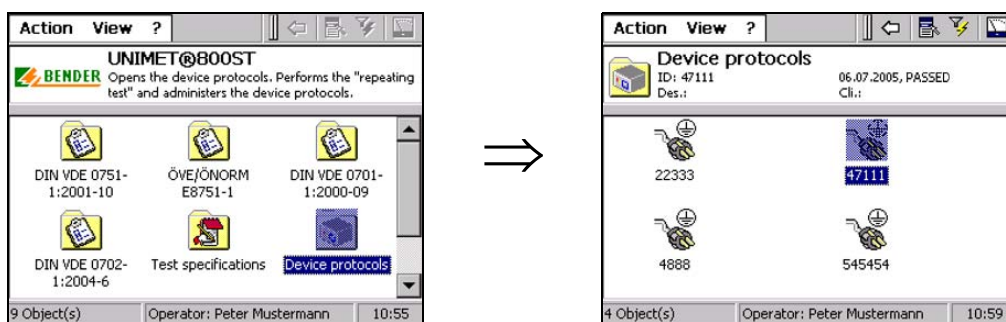 Action View ?
UNIMET®800ST
BENDER
Opens the device protocols. Performs the "repeating
test" and administers the device protocols.
DIN VDE 0751-
1:2001-10
ÖVE/ÖNORM
E8751-1
DIN VDE 0701-
1:2000-09
DIN VDE 0702-
1:2004-6
Test specifications
Device protocols
9 Object(s)
Operator: Peter Mustermann
10:55
⇒
Action View ?
Device protocols
ID: 47111
06.07.2005, PASSED
Des.:
Cli.:
22333
47111
4888
545454
4 Object(s)
Operator: Peter Mustermann
10:59